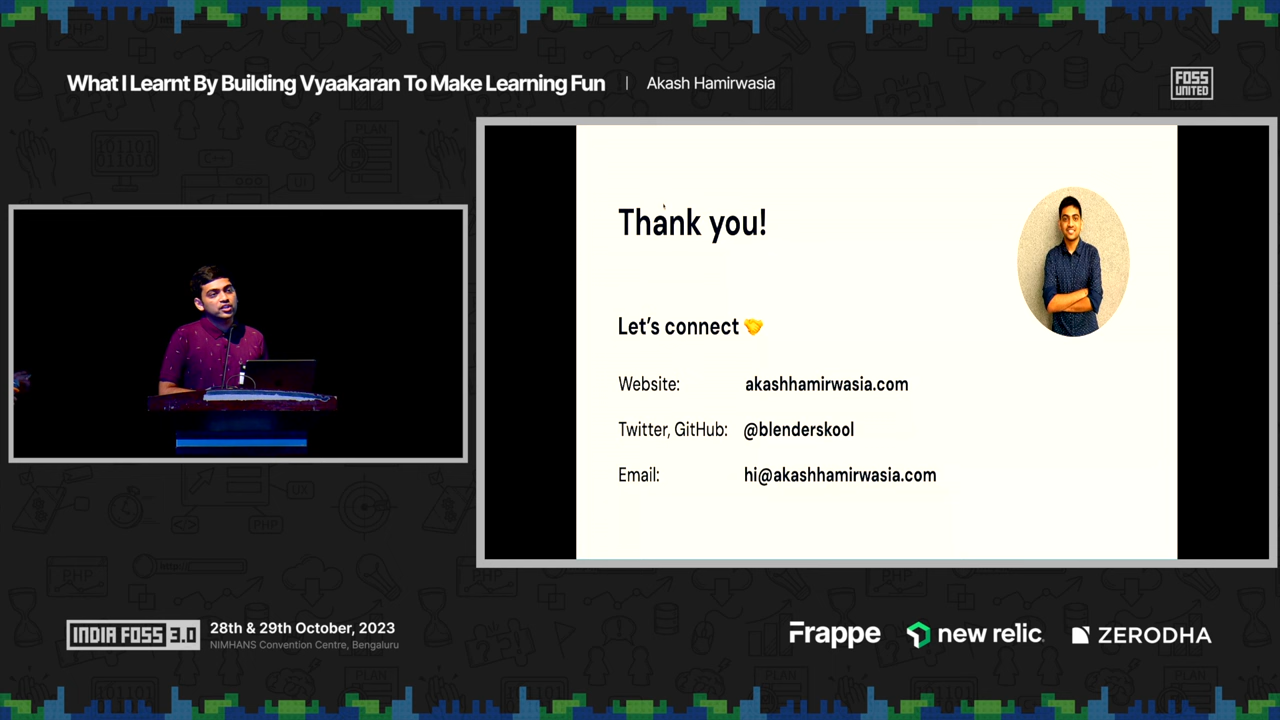 What I Learnt By Building Vyaakaran To Make Learning Fun | Akash Hamirwasia
FOSS
UNITED
Thank you!
Let's connect 🤝
Website: akashhamirwasia.com
Twitter, GitHub: @blenderskool
Email: hi@akashhamirwasia.com
INDIA FOSS 3.0
28th & 29th October, 2023
NIMHANS Convention Centre, Bengaluru
Frappe
new relic
ZERODHA